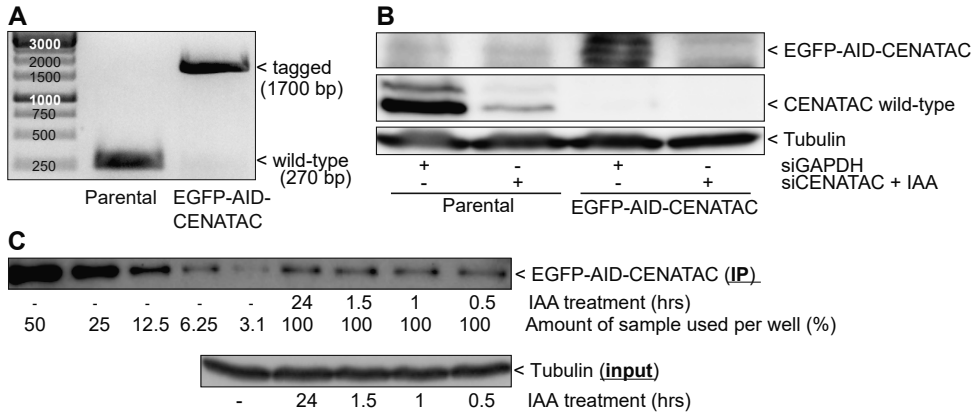 A
3000
2000
1500
1000
750
500
250
< tagged
(1700 bp)
< wild-type
(270 bp)
Parental
EGFP-AID-
CENATAC
B
< EGFP-AID-CENATAC
< CENATAC wild-type
< Tubulin
+ - + - siGAPDH
- + - + siCENATAC + IAA
Parental EGFP-AID-CENATAC
C
< EGFP-AID-CENATAC (IP)
- - - - - 24 1.5 1 0.5 IAA treatment (hrs)
50 25 12.5 6.25 3.1 100 100 100 100 Amount of sample used per well (%)
< Tubulin (input)
- 24 1.5 1 0.5 IAA treatment (hrs)